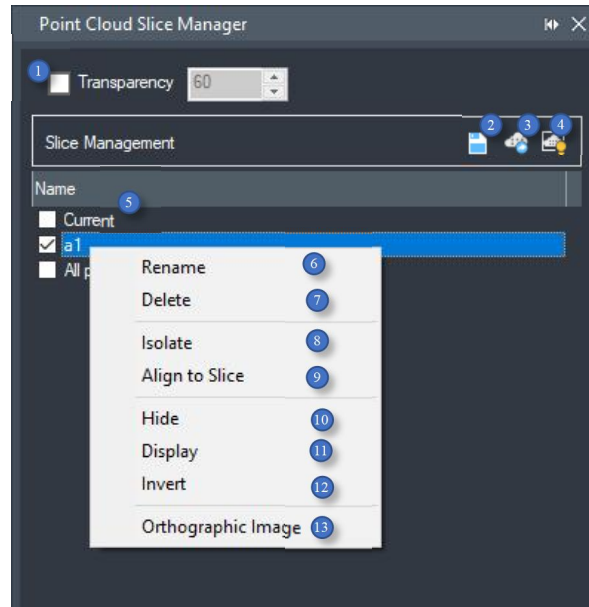 Point Cloud Slice Manager
1 Transparency 60
Slice Management 2 3 4
Name
5
Current
a1
All p
Rename 6
Delete 7
Isolate 8
Align to Slice 9
Hide 10
Display 11
Invert 12
Orthographic Image 13